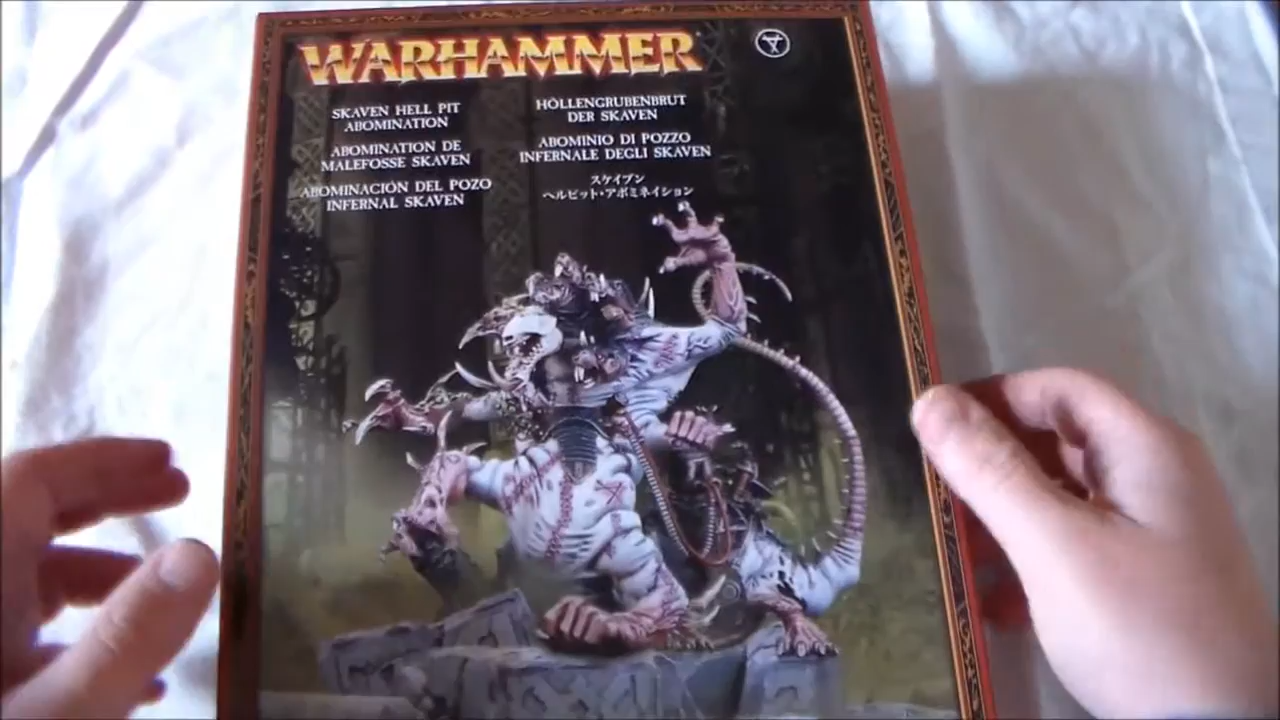 WARHAMMER
SKAVEN HELL PIT
ABOMINATION
ABOMINATION DE
MALEFOSSE SKAVEN
ABOMINACIÓN DEL POZO
INFERNAL SKAVEN
HÖLLENGRUBENBRUT
DER SKAVEN
ABOMINIO DI POZZO
INFERNALE DEGLI SKAVEN
スケイブン
ヘルピット・アボミネイション